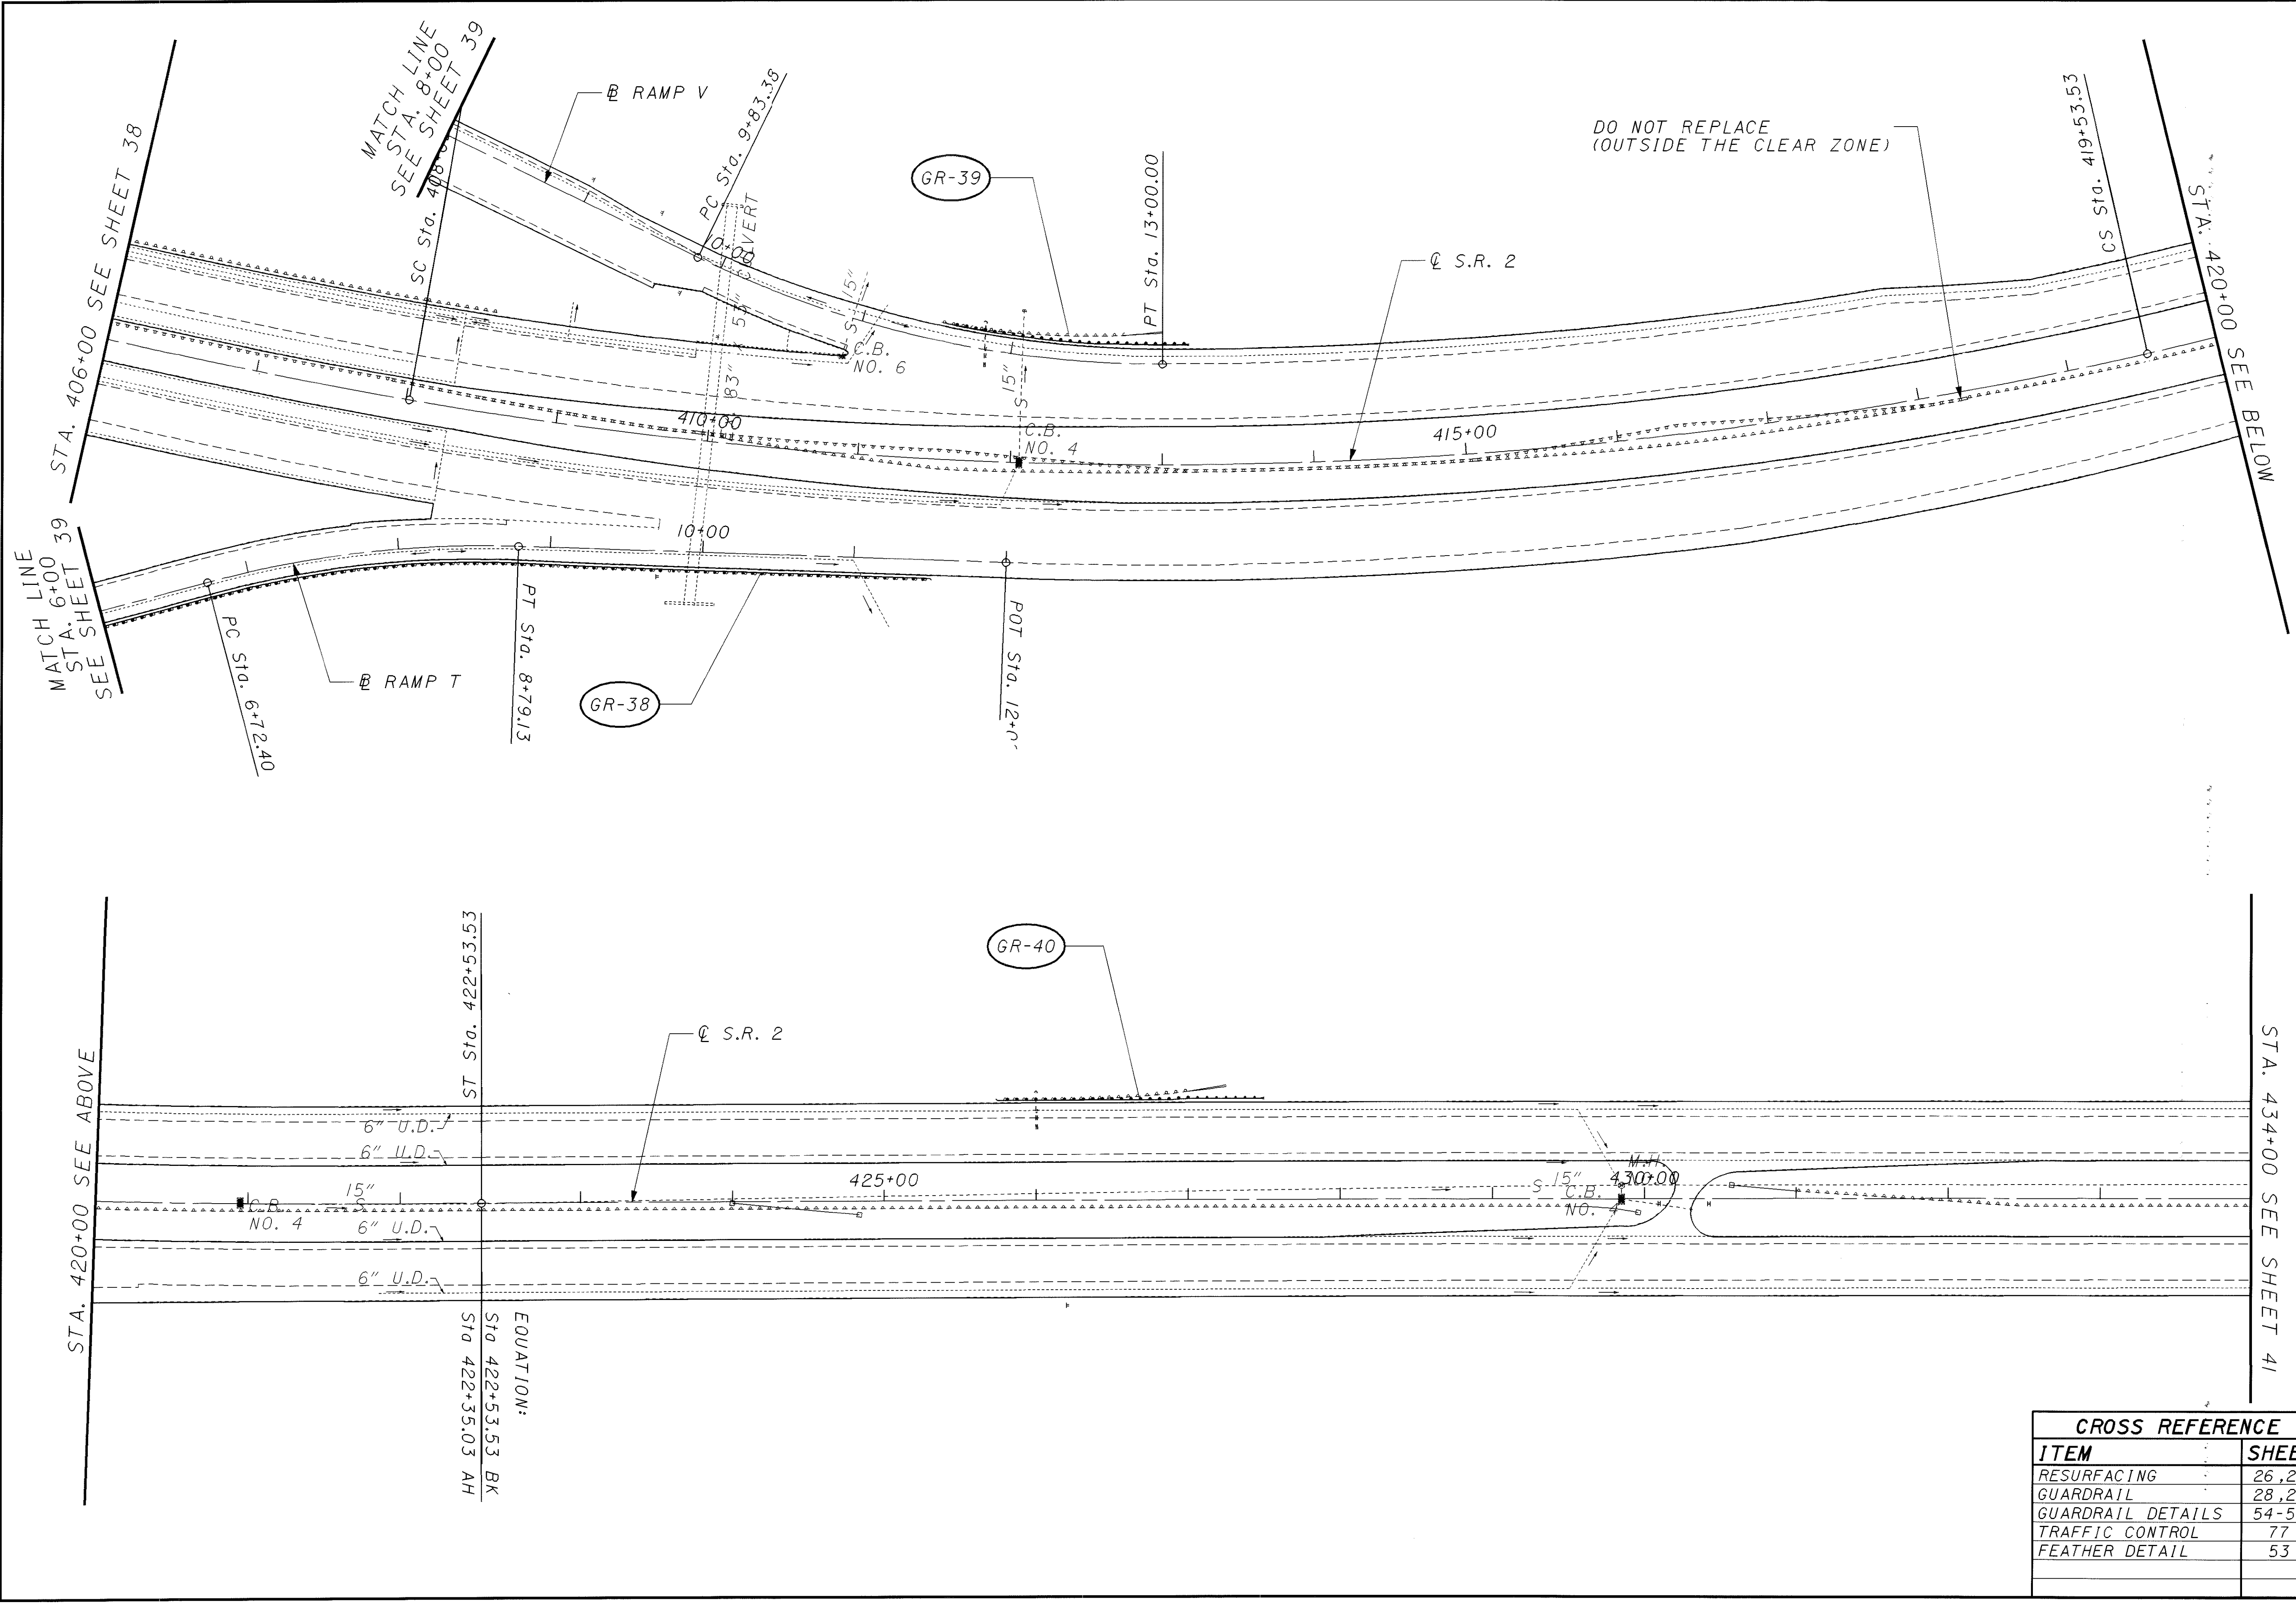 STA. 406+00 SEE SHEET 38
MATCH LINE
STA. 8+00
SEE SHEET 39
SC Sta. 408+
℄ RAMP V
PC Sta. 9+83.38
10+00
GR-39
PT Sta. 13+00.00
℄ S.R. 2
DO NOT REPLACE
(OUTSIDE THE CLEAR ZONE)
CS Sta. 419+53.53
STA. 420+00 SEE BELOW
S 15"
C.B.
NO. 6
83" X 53"
S 15"
C.B.
NO. 4
410+00
415+00
10+00
MATCH LINE
STA. 6+00
SEE SHEET 39
PC Sta. 6+72.40
℄ RAMP T
PT Sta. 8+79.13
GR-38
POT Sta.
STA. 420+00 SEE ABOVE
ST Sta. 422+53.53
GR-40
℄ S.R. 2
6" U.D.
6" U.D.
15"
S
C.B.
NO. 4
6" U.D.
6" U.D.
425+00
M.H.
430+00
S 15"
C.B.
NO. 4
EQUATION:
Sta 422+53.53 BK
Sta 422+35.03 AH
STA. 434+00 SEE SHEET 41
CROSS REFERENCE
ITEM
RESURFACING
GUARDRAIL
GUARDRAIL DETAILS
TRAFFIC CONTROL 77
FEATHER DETAIL 53